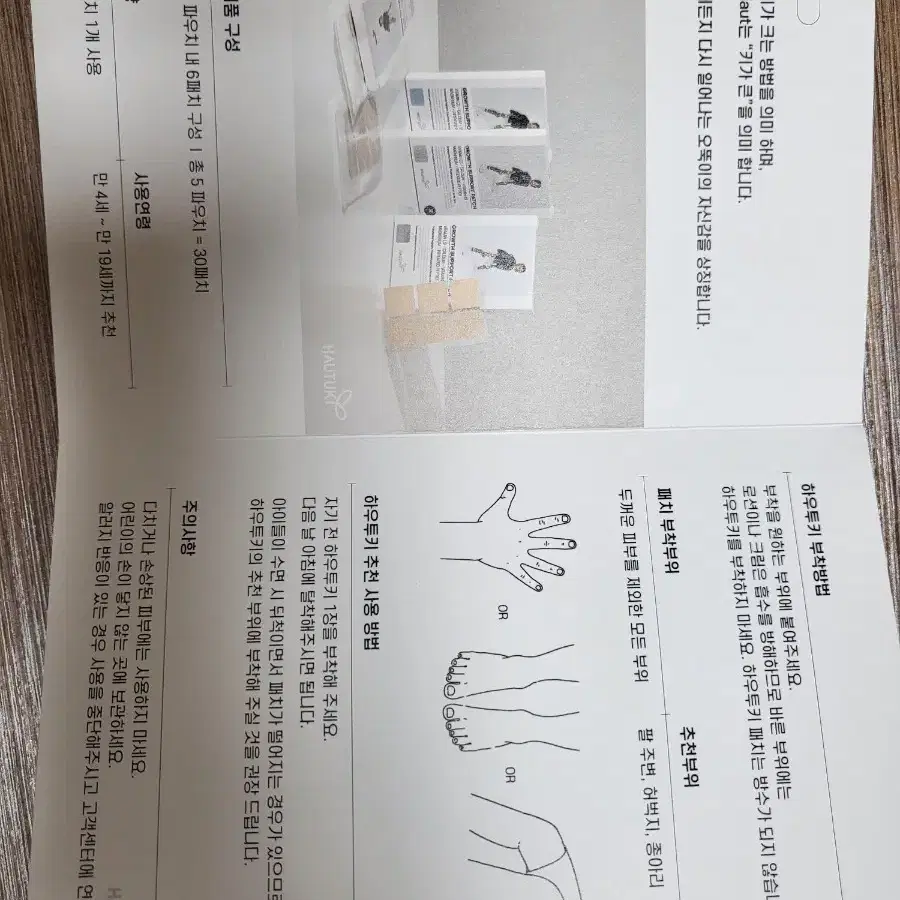 키가 크는 방법을 의미 하며,
aut는 "키가 큰"을 의미 합니다.
든지 다시 일어나는 오뚝이의 자신감을 상징합니다.
HAUTUKI
GROWTH SUPPORT PATCH
GROWTH SUPPORT PATCH
GROWTH SUPPORT
품 구성
파우치 내 6패치 구성 | 총 5 파우치 = 30패치
치 1개 사용
사용연령
만 4세 ~ 만 19세까지 추천
하우투키 부착방법
부착을 원하는 부위에 붙여주세요.
로션이나 크림은 흡수를 방해하므로 바른 부위에는
하우투키를 부착하지 마세요. 하우투키 패치는 방수가 되지 않습니
패치 부착부위
두꺼운 피부를 제외한 모든 부위
추천부위
팔 주변, 허벅지, 종아리
OR
OR
하우투키 추천 사용 방법
자기 전 하우투키 1장을 부착해 주세요.
다음 날 아침에 탈착해주시면 됩니다.
아이들이 수면 시 뒤척이면서 패치가 떨어지는 경우가 있으므로
하우투키의 추천 부위에 부착해 주실 것을 권장 드립니다.
주의사항
다치거나 손상된 피부에는 사용하지 마세요.
어린이의 손이 닿지 않는 곳에 보관하세요.
알러지 반응이 있는 경우 사용을 중단해주시고 고객센터에 연
H